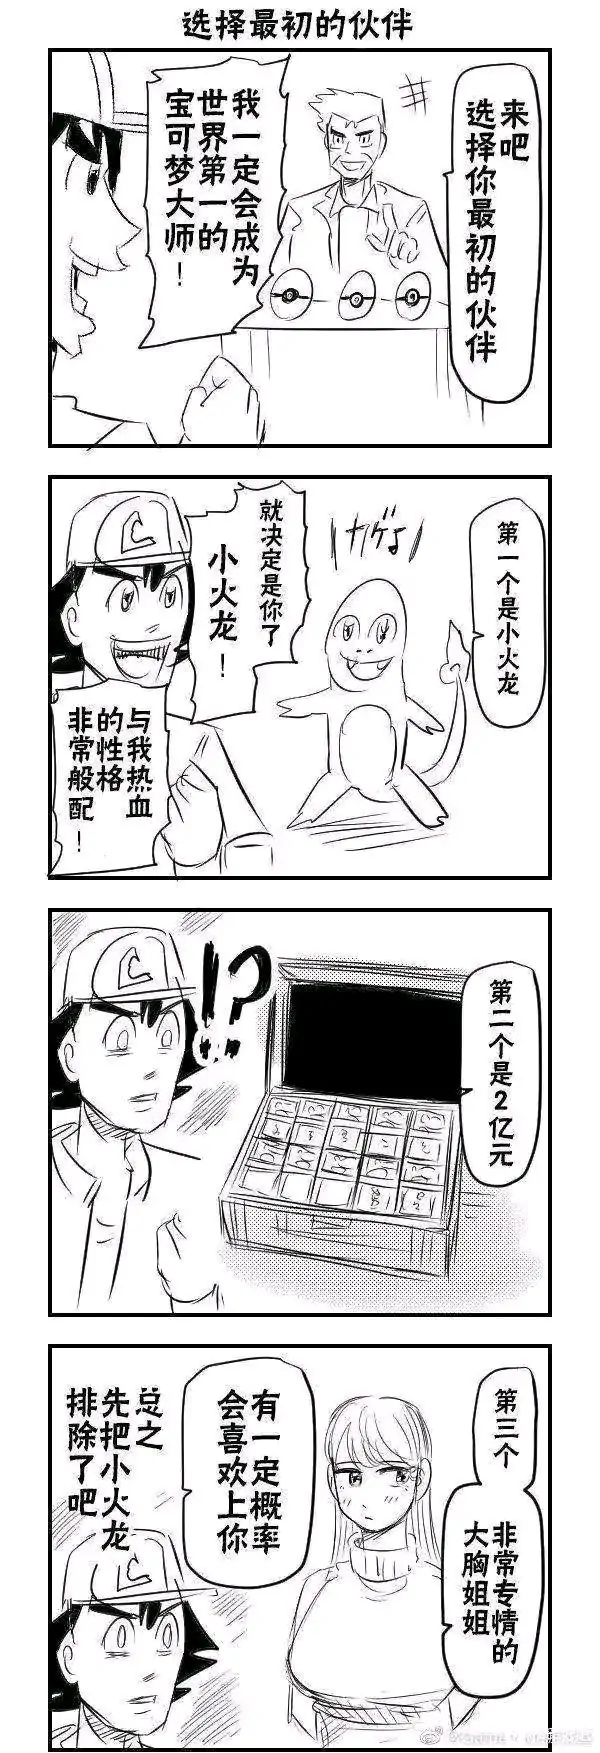 选择最初的伙伴
来吧
选择你最初的伙伴
我一定会成为
世界第一的
宝可梦大师！
第一个是小火龙
カゲぇ
就决定是你了
小火龙！
与我热血
的性格
非常般配！
第二个是2亿元
!?
第三个
非常专情的
大胸姐姐
有一定概率
会喜欢上你
总之
先把小火龙
排除了吧